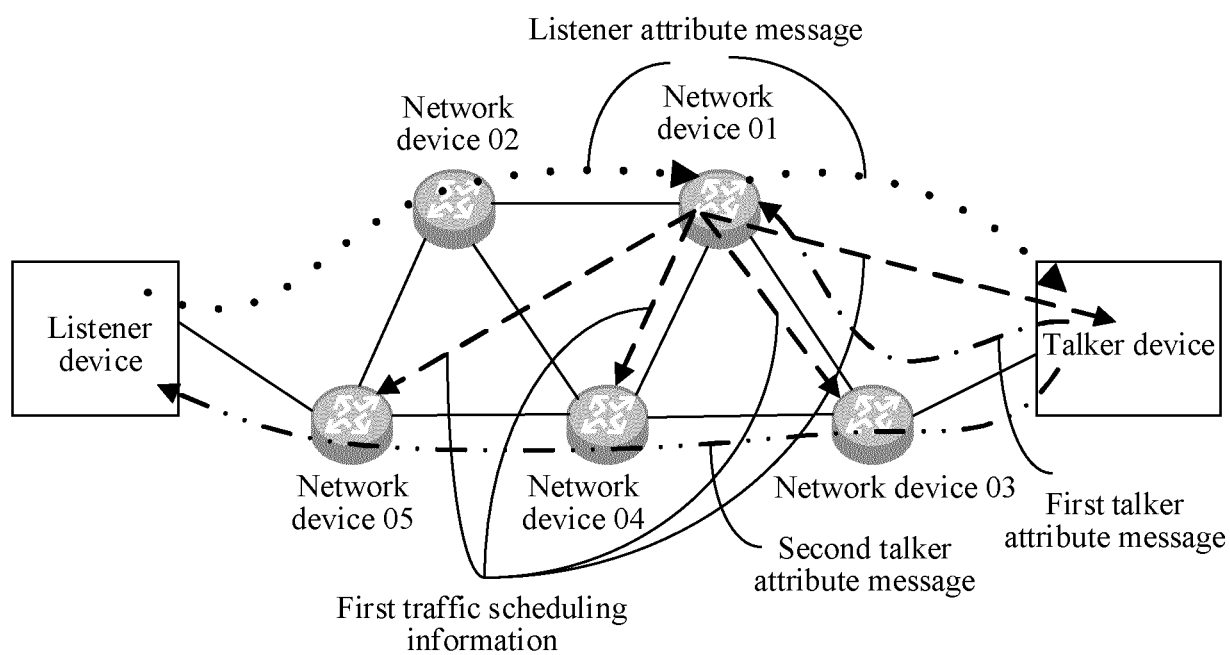 Listener attribute message
Network
device 02
Network
device 01
Listener
device
Talker device
Network
device 05
Network
device 04
Network device 03
First talker
attribute message
Second talker
attribute message
First traffic scheduling
information